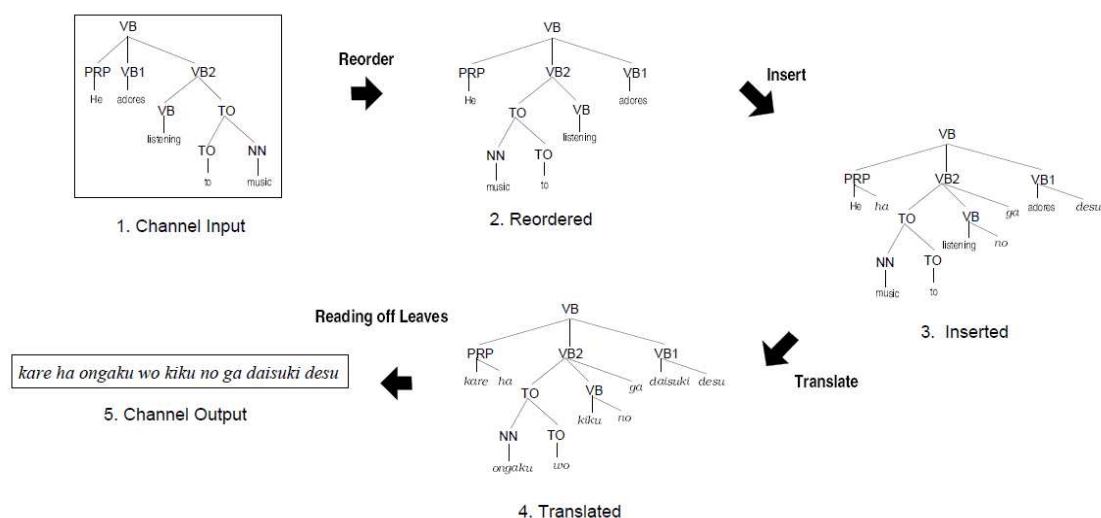 VB
PRP VB1 VB2
He adores VB TO
listening TO NN
to music
1. Channel Input
Reorder
VB
PRP VB2 VB1
He TO VB adores
NN TO listening
music to
2. Reordered
Insert
VB
PRP VB2 VB1
He ha TO VB ga adores desu
listening no
NN TO
music to
3. Inserted
Translate
VB
PRP VB2 VB1
kare ha TO VB ga daisuki desu
kiku no
NN TO
ongaku wo
4. Translated
Reading off Leaves
kare ha ongaku wo kiku no ga daisuki desu
5. Channel Output